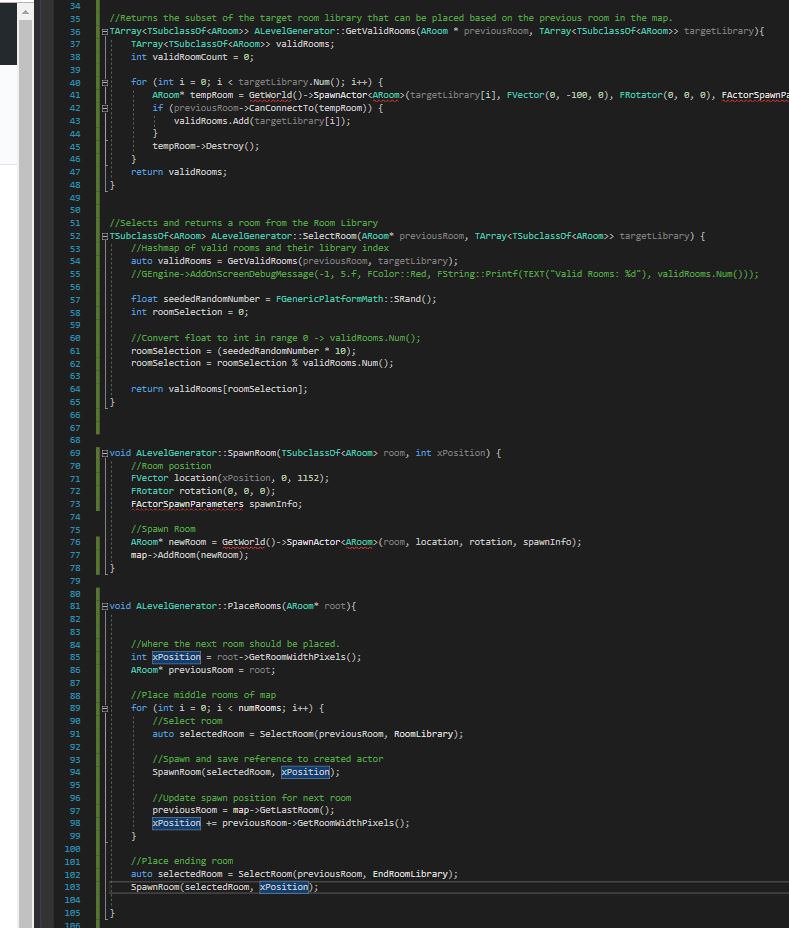 34
35 //Returns the subset of the target room library that can be placed based on the previous room in the map.
36 TArray<TSubclassOf<ARoom>> ALevelGenerator::GetValidRooms(ARoom * previousRoom, TArray<TSubclassOf<ARoom>> targetLibrary){
37 TArray<TSubclassOf<ARoom>> validRooms;
38 int validRoomCount = 0;
39
40 for (int i = 0; i < targetLibrary.Num(); i++) {
41 ARoom* tempRoom = GetWorld()->SpawnActor<ARoom>(targetLibrary[i], FVector(0, -100, 0), FRotator(0, 0, 0), FActorSpawnPa
42 if (previousRoom->CanConnectTo(tempRoom)) {
43 validRooms.Add(targetLibrary[i]);
44 }
45 tempRoom->Destroy();
46 }
47 return validRooms;
48 }
49
50
51 //Selects and returns a room from the Room Library
52 TSubclassOf<ARoom> ALevelGenerator::SelectRoom(ARoom* previousRoom, TArray<TSubclassOf<ARoom>> targetLibrary) {
53 //Hashmap of valid rooms and their library index
54 auto validRooms = GetValidRooms(previousRoom, targetLibrary);
55 //GEngine->AddOnScreenDebugMessage(-1, 5.f, FColor::Red, FString::Printf(TEXT("Valid Rooms: %d"), validRooms.Num()));
56
57 float seededRandomNumber = FGenericPlatformMath::SRand();
58 int roomSelection = 0;
59
60 //Convert float to int in range 0 -> validRooms.Num();
61 roomSelection = (seededRandomNumber * 10);
62 roomSelection = roomSelection % validRooms.Num();
63
64 return validRooms[roomSelection];
65 }
66
67
68
69 void ALevelGenerator::SpawnRoom(TSubclassOf<ARoom> room, int xPosition) {
70 //Room position
71 FVector location(xPosition, 0, 1152);
72 FRotator rotation(0, 0, 0);
73 FActorSpawnParameters spawnInfo;
74
75 //Spawn Room
76 ARoom* newRoom = GetWorld()->SpawnActor<ARoom>(room, location, rotation, spawnInfo);
77 map->AddRoom(newRoom);
78 }
79
80
81 void ALevelGenerator::PlaceRooms(ARoom* root){
82
83
84 //Where the next room should be placed.
85 int xPosition = root->GetRoomWidthPixels();
86 ARoom* previousRoom = root;
87
88 //Place middle rooms of map
89 for (int i = 0; i < numRooms; i++) {
90 //Select room
91 auto selectedRoom = SelectRoom(previousRoom, RoomLibrary);
92
93 //Spawn and save reference to created actor
94 SpawnRoom(selectedRoom, xPosition);
95
96 //Update spawn position for next room
97 previousRoom = map->GetLastRoom();
98 xPosition += previousRoom->GetRoomWidthPixels();
99 }
100
101 //Place ending room
102 auto selectedRoom = SelectRoom(previousRoom, EndRoomLibrary);
103 SpawnRoom(selectedRoom, xPosition);
104
105 }
106